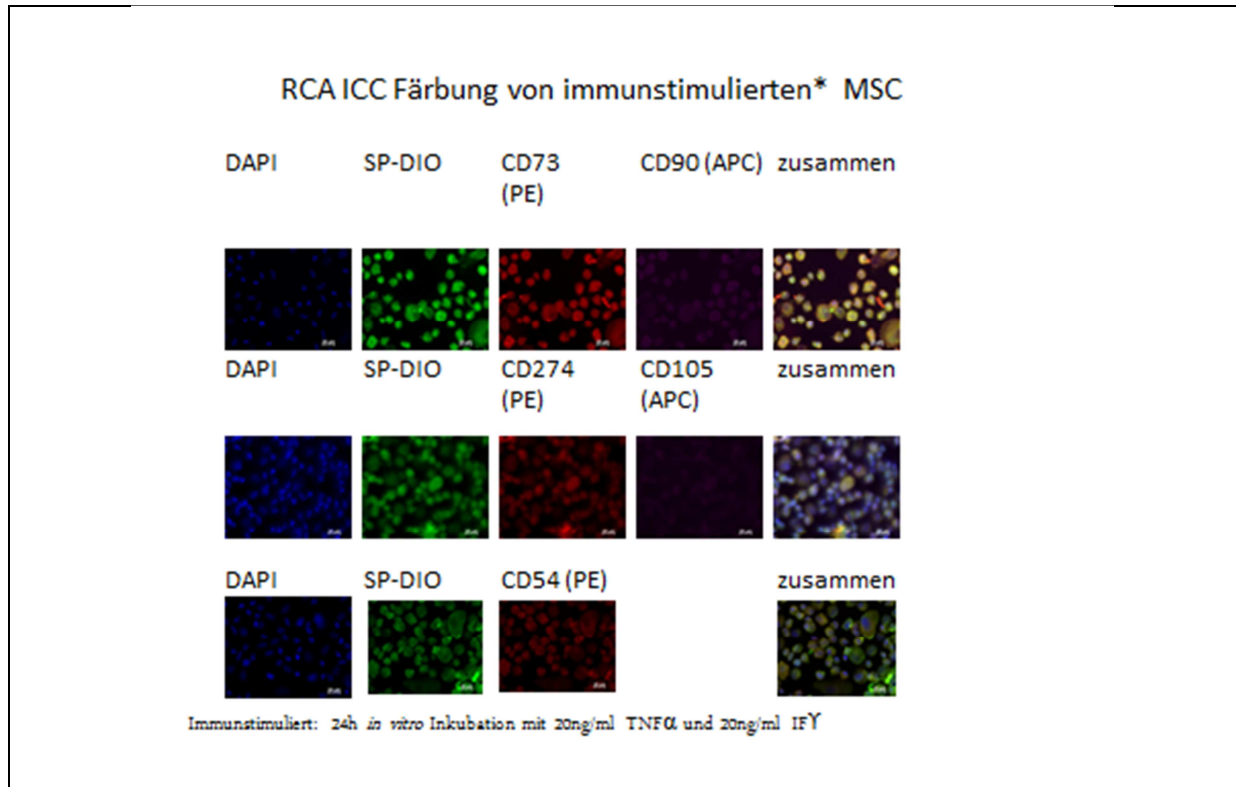 RCA ICC Färbung von immunstimulierten* MSC
DAPI SP-DIO CD73 CD90 (APC) zusammen
(PE)
DAPI SP-DIO CD274 CD105 zusammen
(PE) (APC)
DAPI SP-DIO CD54 (PE) zusammen
Immunstimuliert: 24h in vitro Inkubation mit 20ng/ml TNFα und 20ng/ml IFϒ